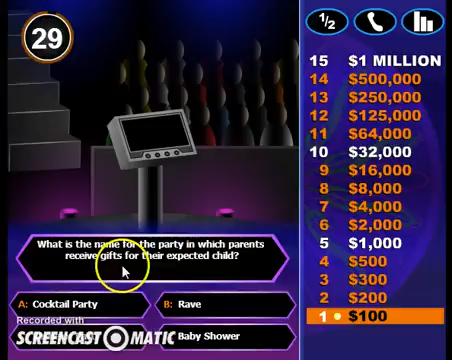 29
1/2
15 $1 MILLION
14 $500,000
13 $250,000
12 $125,000
11 $64,000
10 $32,000
9 $16,000
8 $8,000
7 $4,000
6 $2,000
5 $1,000
4 $500
3 $300
2 $200
1 $100
What is the name for the party in which parents
receive gifts for their expected child?
A: Cocktail Party
B: Rave
Baby Shower
Recorded with
SCREENCAST MATIC